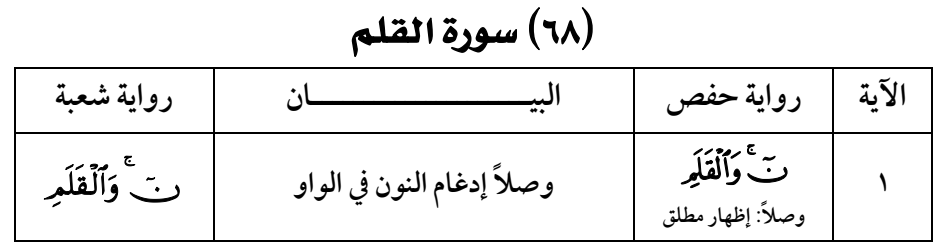 (٦٨) سورة القلم
الآية رواية حفص البيــــــــــــان رواية شعبة
١ نٓۚ وَٱلۡقَلَمِ وصلاً إدغام النون في الواو نٓۚ وَٱلۡقَلَمِ
وصلاً: إظهار مطلق